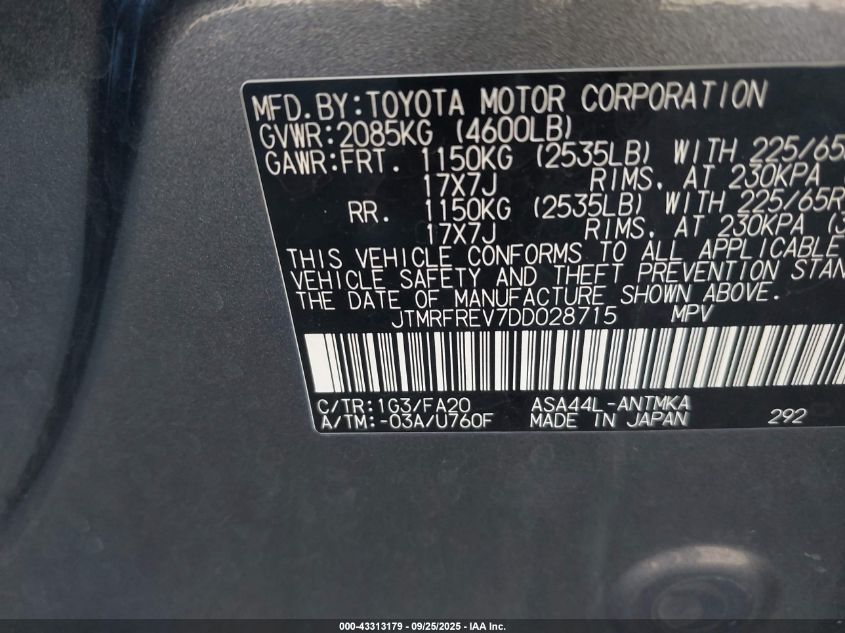 MFD.BY:TOYOTA MOTOR CORPORATION
GVWR:2085KG (4600LB)
GAWR:FRT. 1150KG (2535LB) WITH 225/65
17X7J RIMS, AT 230KPA
RR. 1150KG (2535LB) WITH 225/65R
17X7J RIMS, AT 230KPA (3
THIS VEHICLE CONFORMS TO ALL APPLICABLE
VEHICLE SAFETY AND THEFT PREVENTION STAN
THE DATE OF MANUFACTURE SHOWN ABOVE.
JTMRFREV7DD028715 MPV
C/TR:1G3/FA20 ASA44L-ANTMKA
A/TM:-03A/U760F MADE IN JAPAN 292
000-43313179 - 09/25/2025 - IAA Inc.